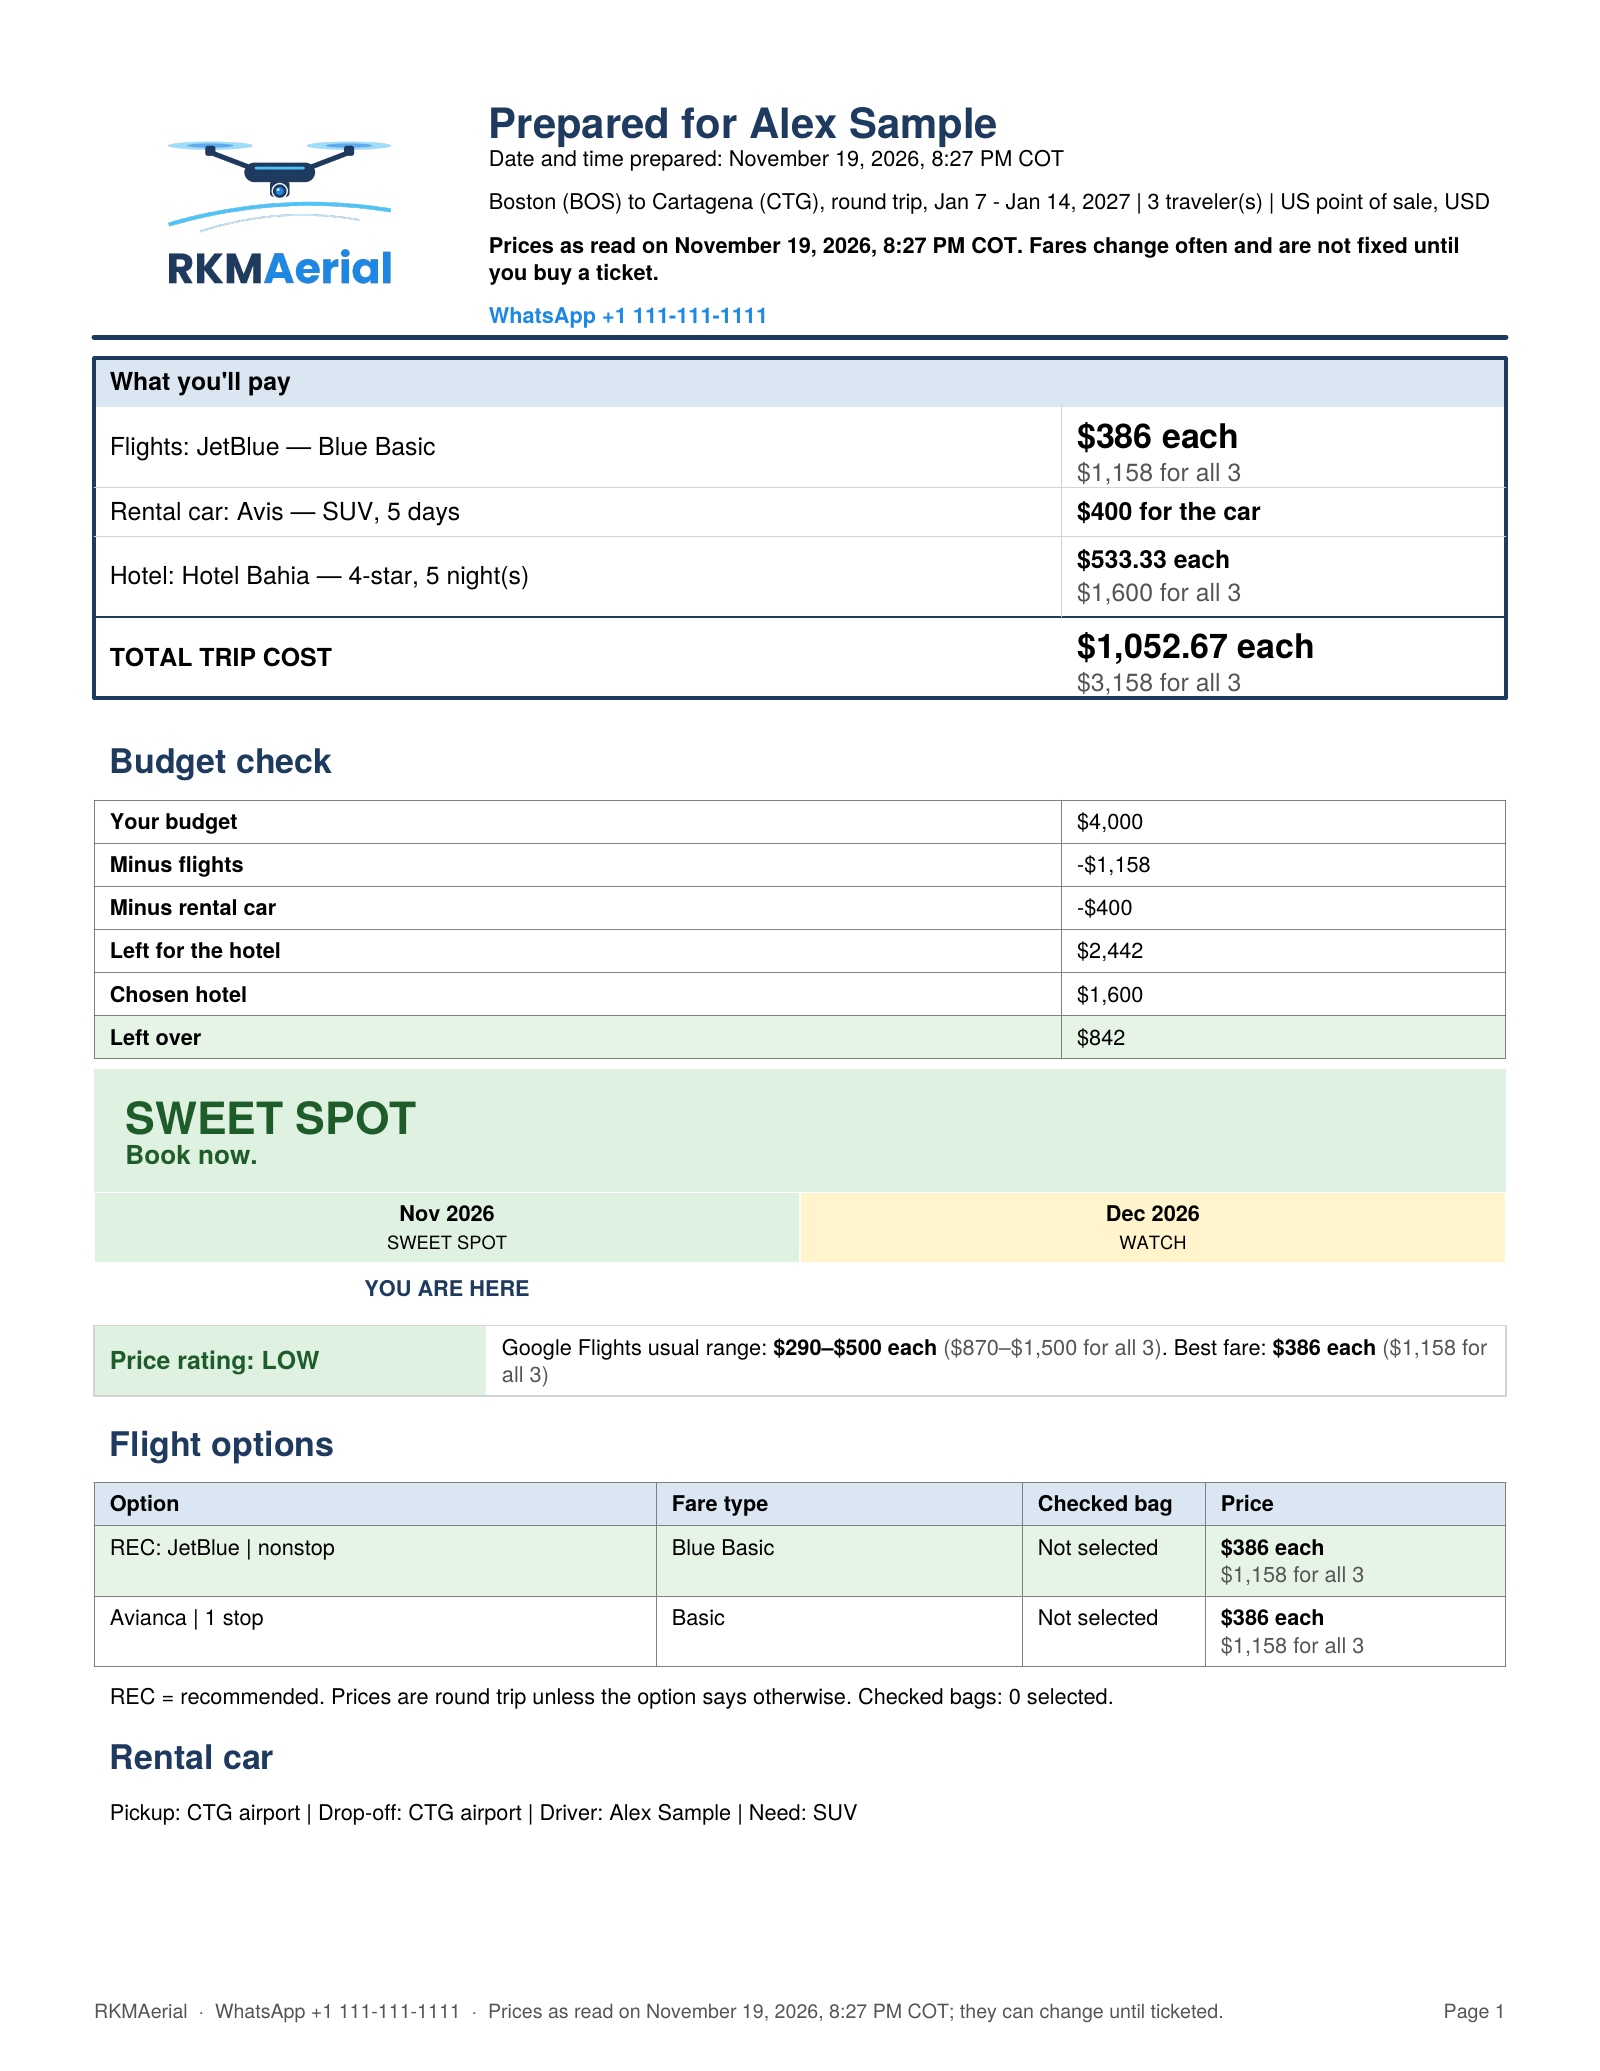 RKMAerial
Prepared for Alex Sample
Date and time prepared: November 19, 2026, 8:27 PM COT
Boston (BOS) to Cartagena (CTG), round trip, Jan 7 - Jan 14, 2027 | 3 traveler(s) | US point of sale, USD
Prices as read on November 19, 2026, 8:27 PM COT. Fares change often and are not fixed until
you buy a ticket.
WhatsApp +1 111-111-1111
What you'll pay
Flights: JetBlue — Blue Basic
$386 each
$1,158 for all 3
Rental car: Avis — SUV, 5 days
$400 for the car
Hotel: Hotel Bahia — 4-star, 5 night(s)
$533.33 each
$1,600 for all 3
TOTAL TRIP COST
$1,052.67 each
$3,158 for all 3
Budget check
Your budget $4,000
Minus flights -$1,158
Minus rental car -$400
Left for the hotel $2,442
Chosen hotel $1,600
Left over $842
SWEET SPOT
Book now.
Nov 2026 Dec 2026
SWEET SPOT WATCH
YOU ARE HERE
Price rating: LOW
Google Flights usual range: $290–$500 each ($870–$1,500 for all 3). Best fare: $386 each ($1,158 for
all 3)
Flight options
Option Fare type Checked bag Price
REC: JetBlue | nonstop Blue Basic Not selected $386 each
$1,158 for all 3
Avianca | 1 stop Basic Not selected $386 each
$1,158 for all 3
REC = recommended. Prices are round trip unless the option says otherwise. Checked bags: 0 selected.
Rental car
Pickup: CTG airport | Drop-off: CTG airport | Driver: Alex Sample | Need: SUV
RKMAerial · WhatsApp +1 111-111-1111 · Prices as read on November 19, 2026, 8:27 PM COT; they can change until ticketed. Page 1